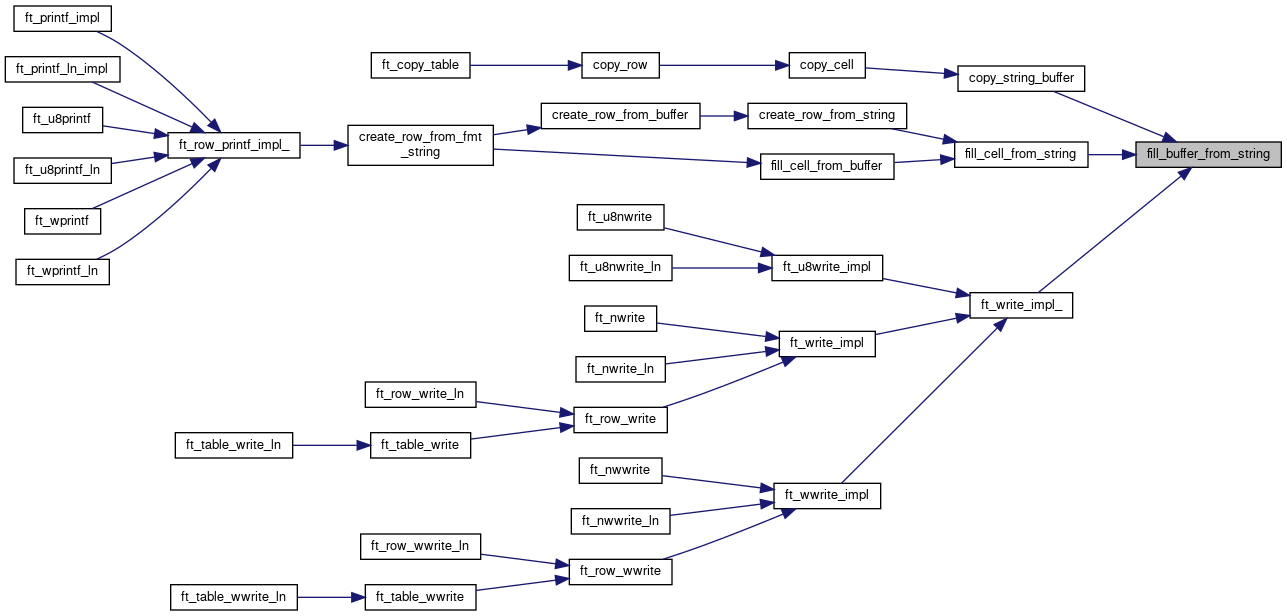 ft_printf_impl
ft_printf_ln_impl
ft_u8printf
ft_u8printf_ln
ft_wprintf
ft_wprintf_ln
ft_row_printf_impl_
ft_copy_table
create_row_from_fmt
_string
copy_row
create_row_from_buffer
copy_cell
create_row_from_string
fill_cell_from_buffer
copy_string_buffer
fill_cell_from_string
fill_buffer_from_string
ft_u8nwrite
ft_u8nwrite_ln
ft_u8write_impl
ft_write_impl_
ft_nwrite
ft_nwrite_ln
ft_write_impl
ft_row_write_ln
ft_row_write
ft_table_write_ln
ft_table_write
ft_nwwrite
ft_nwwrite_ln
ft_wwrite_impl
ft_row_wwrite_ln
ft_row_wwrite
ft_table_wwrite_ln
ft_table_wwrite